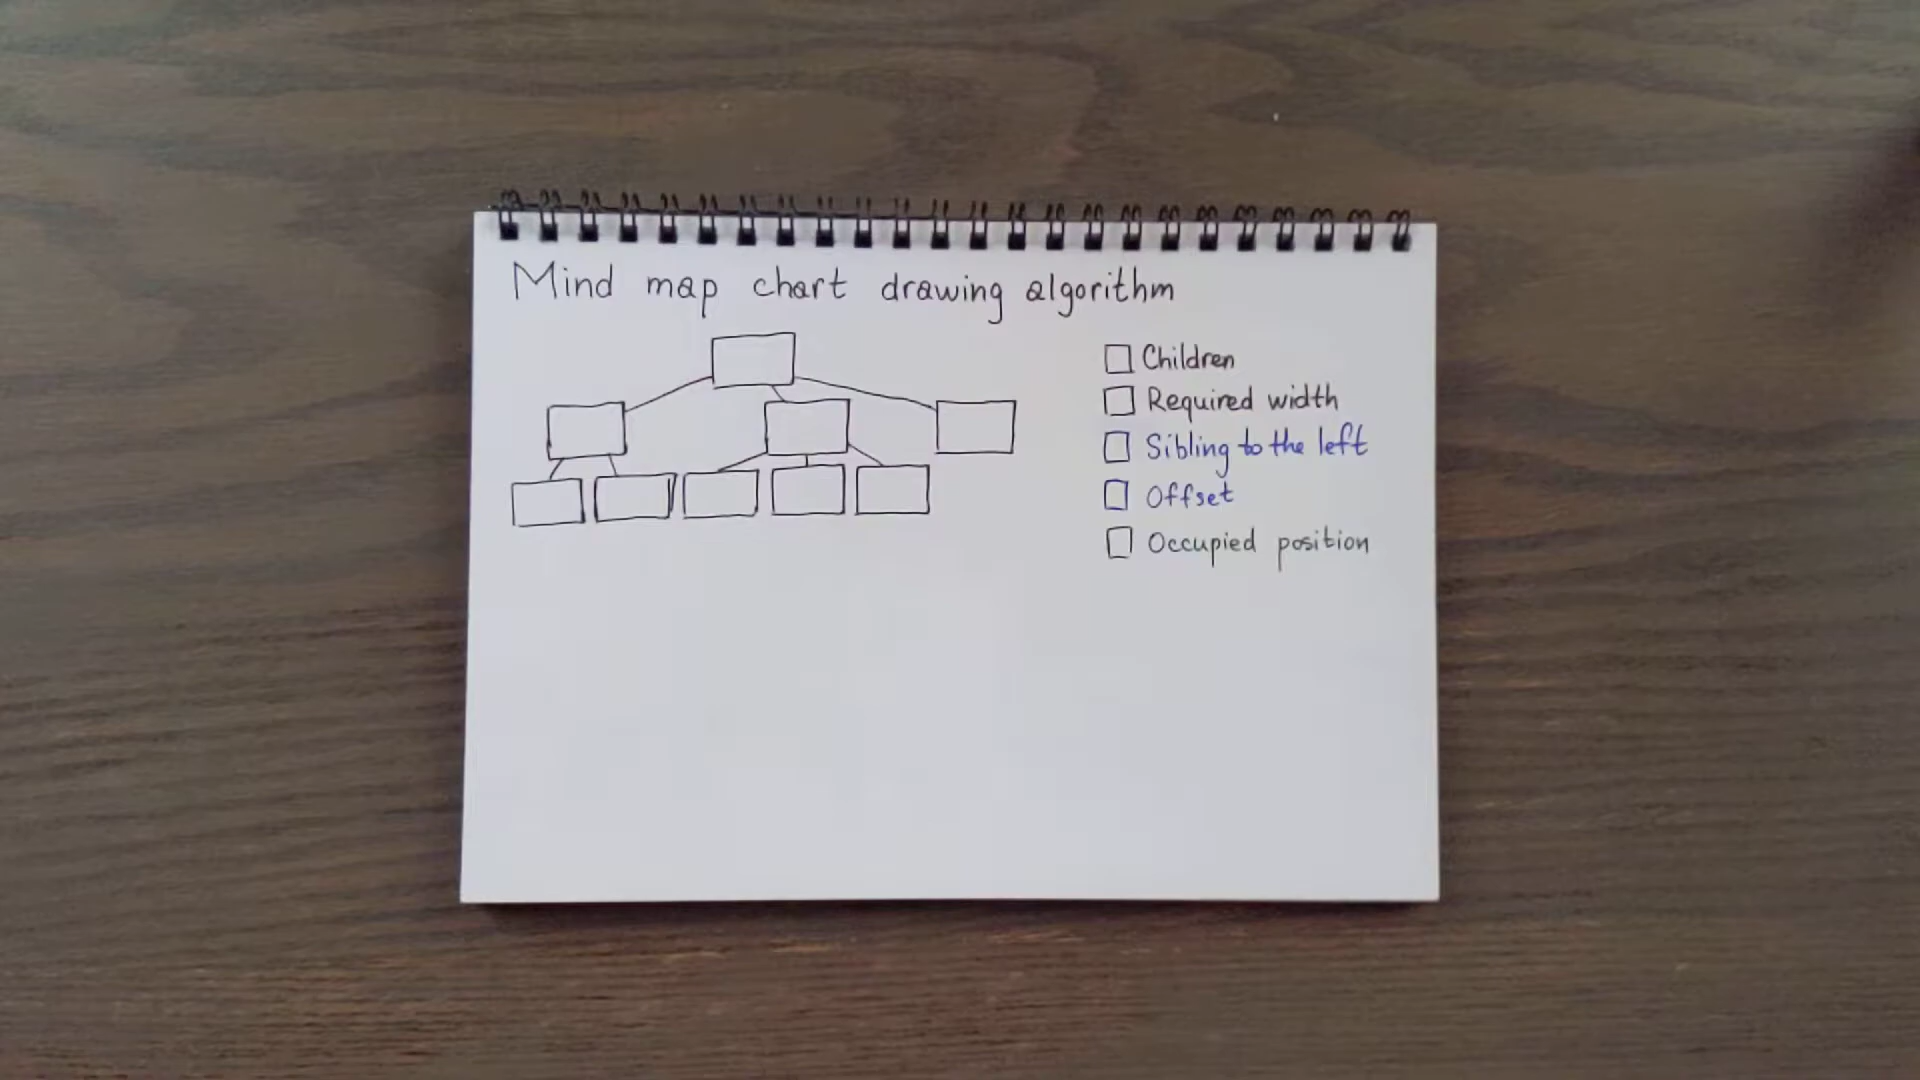 Mind map chart drawing algorithm
Children
Required width
Sibling to the left
Offset
Occupied position